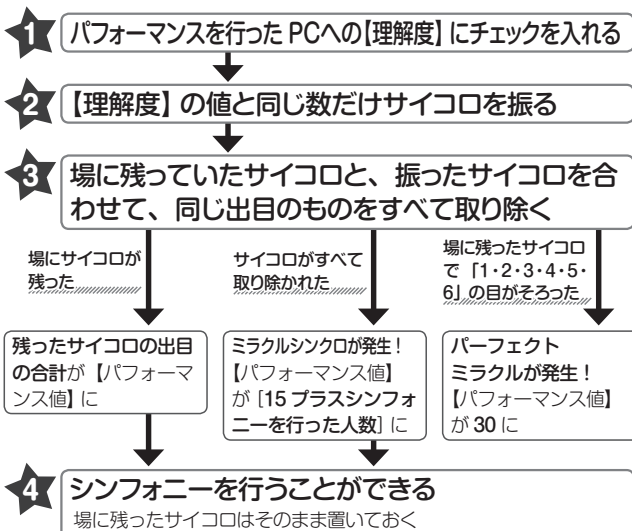 1 パフォーマンスを行ったPCへの【理解度】にチェックを入れる
2 【理解度】の値と同じ数だけサイコロを振る
3 場に残っていたサイコロと、振ったサイコロを合
わせて、同じ出目のものをすべて取り除く
場にサイコロが
残った
サイコロがすべて
取り除かれた
場に残ったサイコロ
で「1・2・3・4・5・
6」の目がそろった
残ったサイコロの出目
の合計が【パフォーマ
ンス値】に
ミラクルシンクロが発生!
【パフォーマンス値】
が[15プラスシンフォ
ニーを行った人数]に
パーフェクト
ミラクルが発生!
【パフォーマンス値】
が30に
4 シンフォニーを行うことができる
場に残ったサイコロはそのまま置いておく